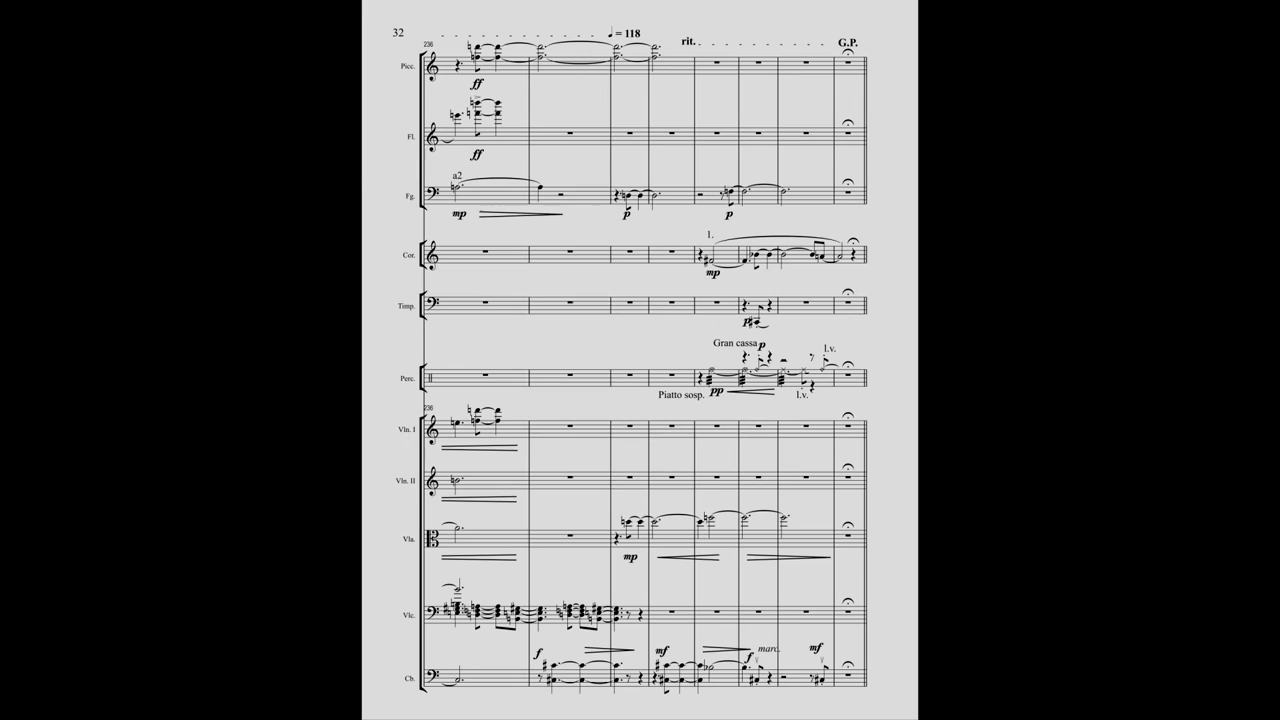 32
♩ = 118
rit.
G.P.
236
Picc.
ff
Fl.
ff
a2
Fg.
mp
p
p
1.
Cor.
mp
Timp.
p
Gran cassa p
l.v.
Perc.
Piatto sosp. pp
l.v.
236
Vln. I
Vln. II
Vla.
mp
Vlc.
f
mf
f
marc.
mf
Cb.